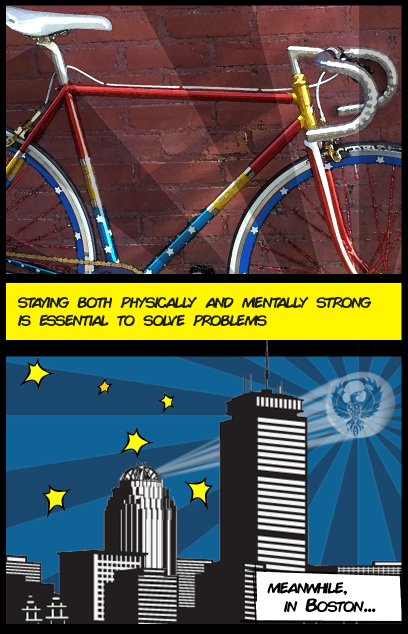 STAYING BOTH PHYSICALLY AND MENTALLY STRONG
IS ESSENTIAL TO SOLVE PROBLEMS
MEANWHILE,
IN BOSTON...